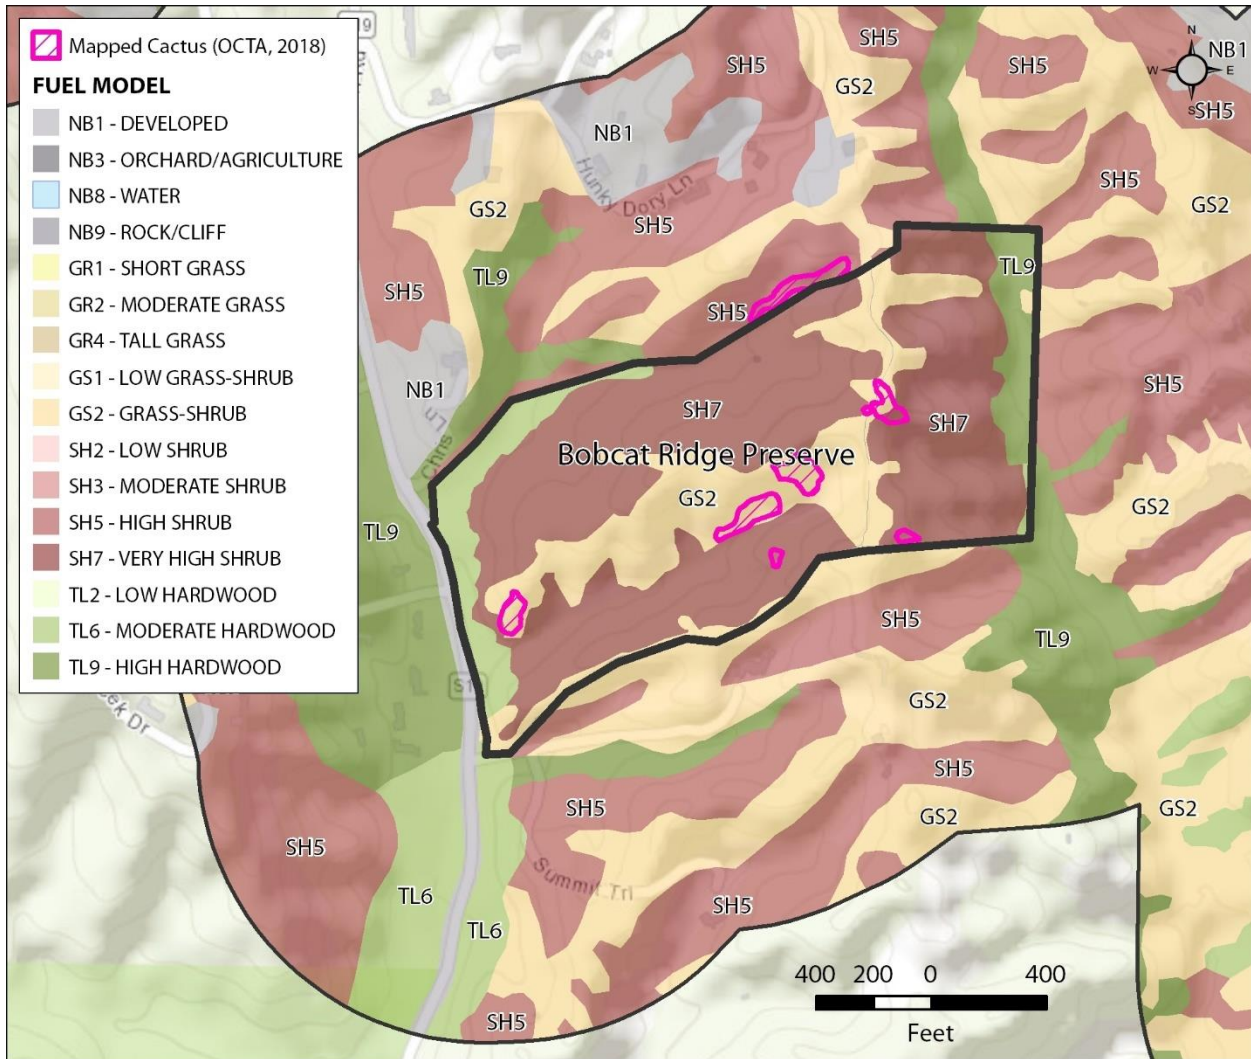 Mapped Cactus (OCTA, 2018)
FUEL MODEL
NB1 - DEVELOPED
NB3 - ORCHARD/AGRICULTURE
NB8 - WATER
NB9 - ROCK/CLIFF
GR1 - SHORT GRASS
GR2 - MODERATE GRASS
GR4 - TALL GRASS
GS1 - LOW GRASS-SHRUB
GS2 - GRASS-SHRUB
SH2 - LOW SHRUB
SH3 - MODERATE SHRUB
SH5 - HIGH SHRUB
SH7 - VERY HIGH SHRUB
TL2 - LOW HARDWOOD
TL6 - MODERATE HARDWOOD
TL9 - HIGH HARDWOOD
N
W
E
S
SH5
NB1
SH5
SH5
GS2
SH5
NB1
Hunky Dory Ln
SH5
GS2
GS2
SH5
TL9
TL9
SH5
SH5
NB1
SH5
SH7
SH7
Chris Ln
Bobcat Ridge Preserve
GS2
GS2
TL9
SH5
TL9
GS2
SH5
SH5
GS2
GS2
SH5
Summit Trl
TL6
SH5
TL6
SH5
400 200 0 400
Feet